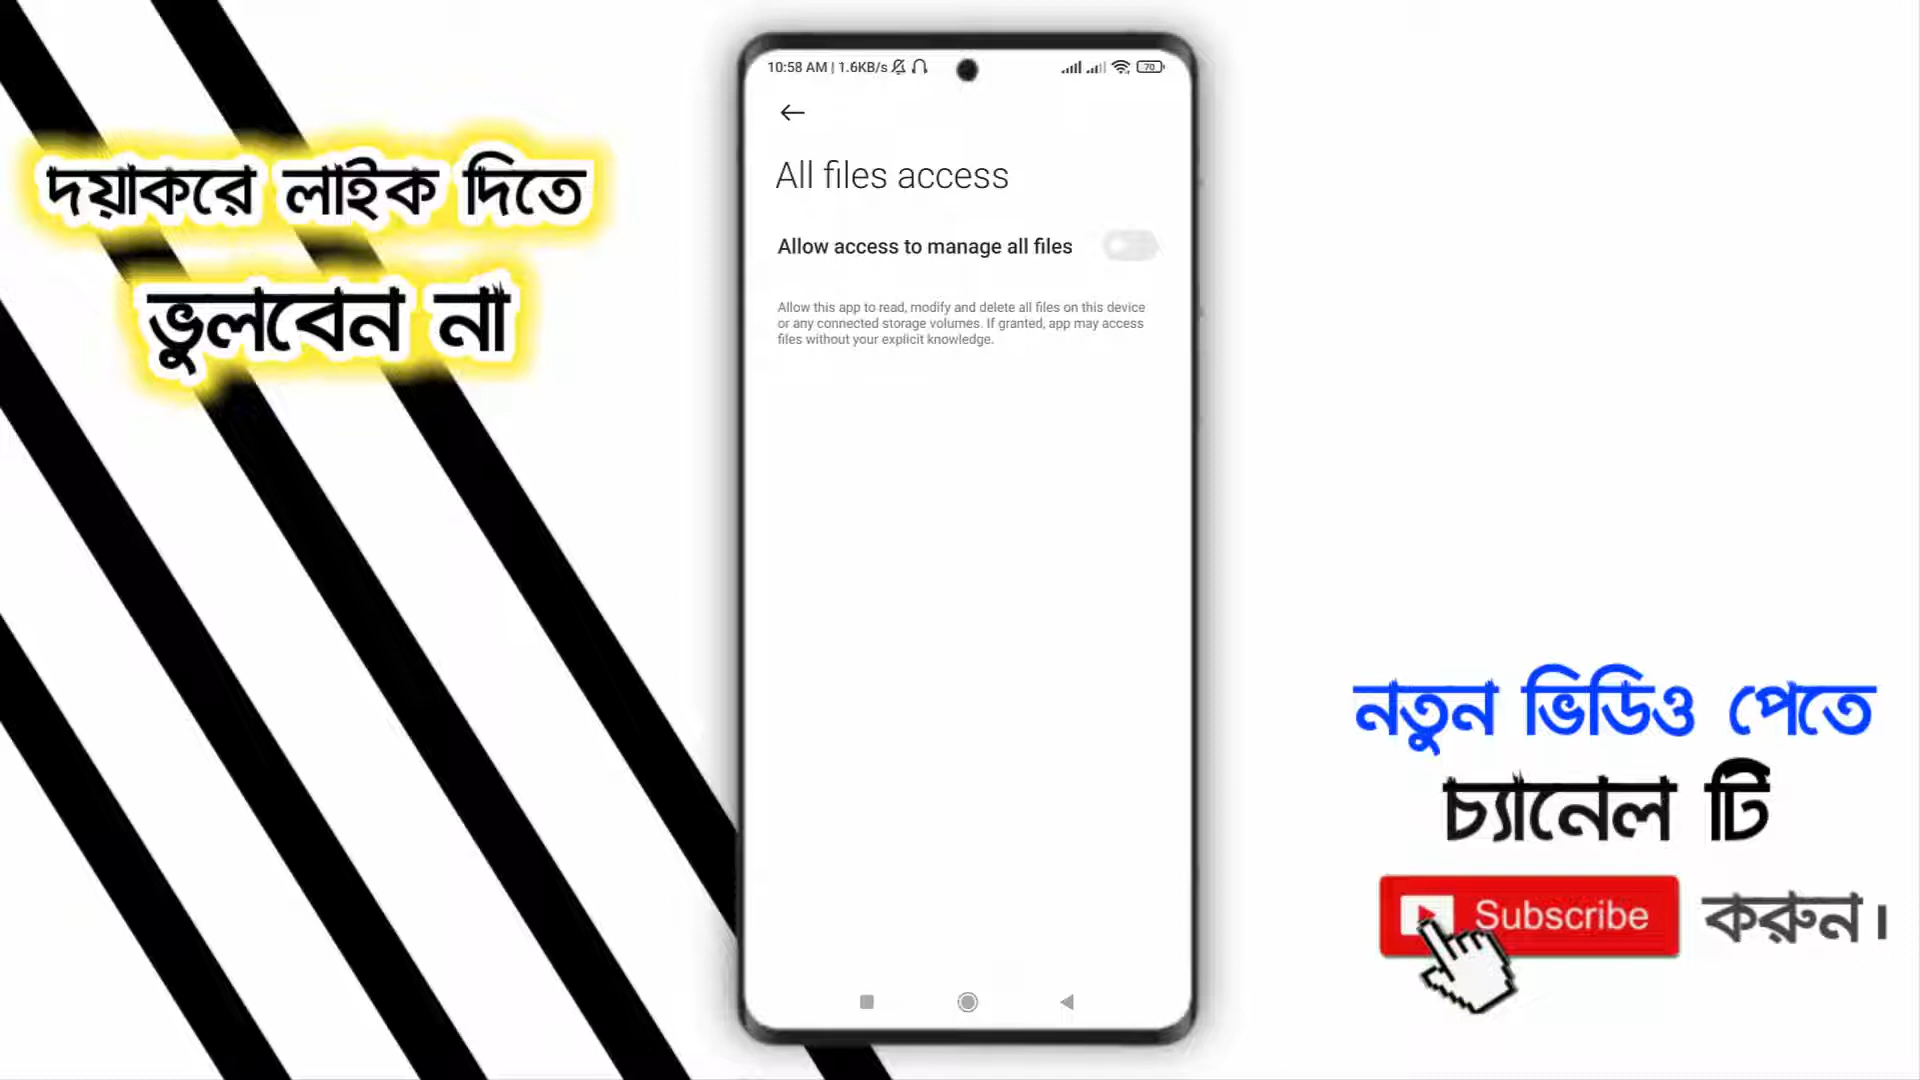 দয়াকরে লাইক দিতে
ভুলবেন না
10:58 AM | 1.6KB/s
70
All files access
Allow access to manage all files
Allow this app to read, modify and delete all files on this device
or any connected storage volumes. If granted, app may access
files without your explicit knowledge.
নতুন ভিডিও পেতে
চ্যানেল টি
Subscribe করুন।